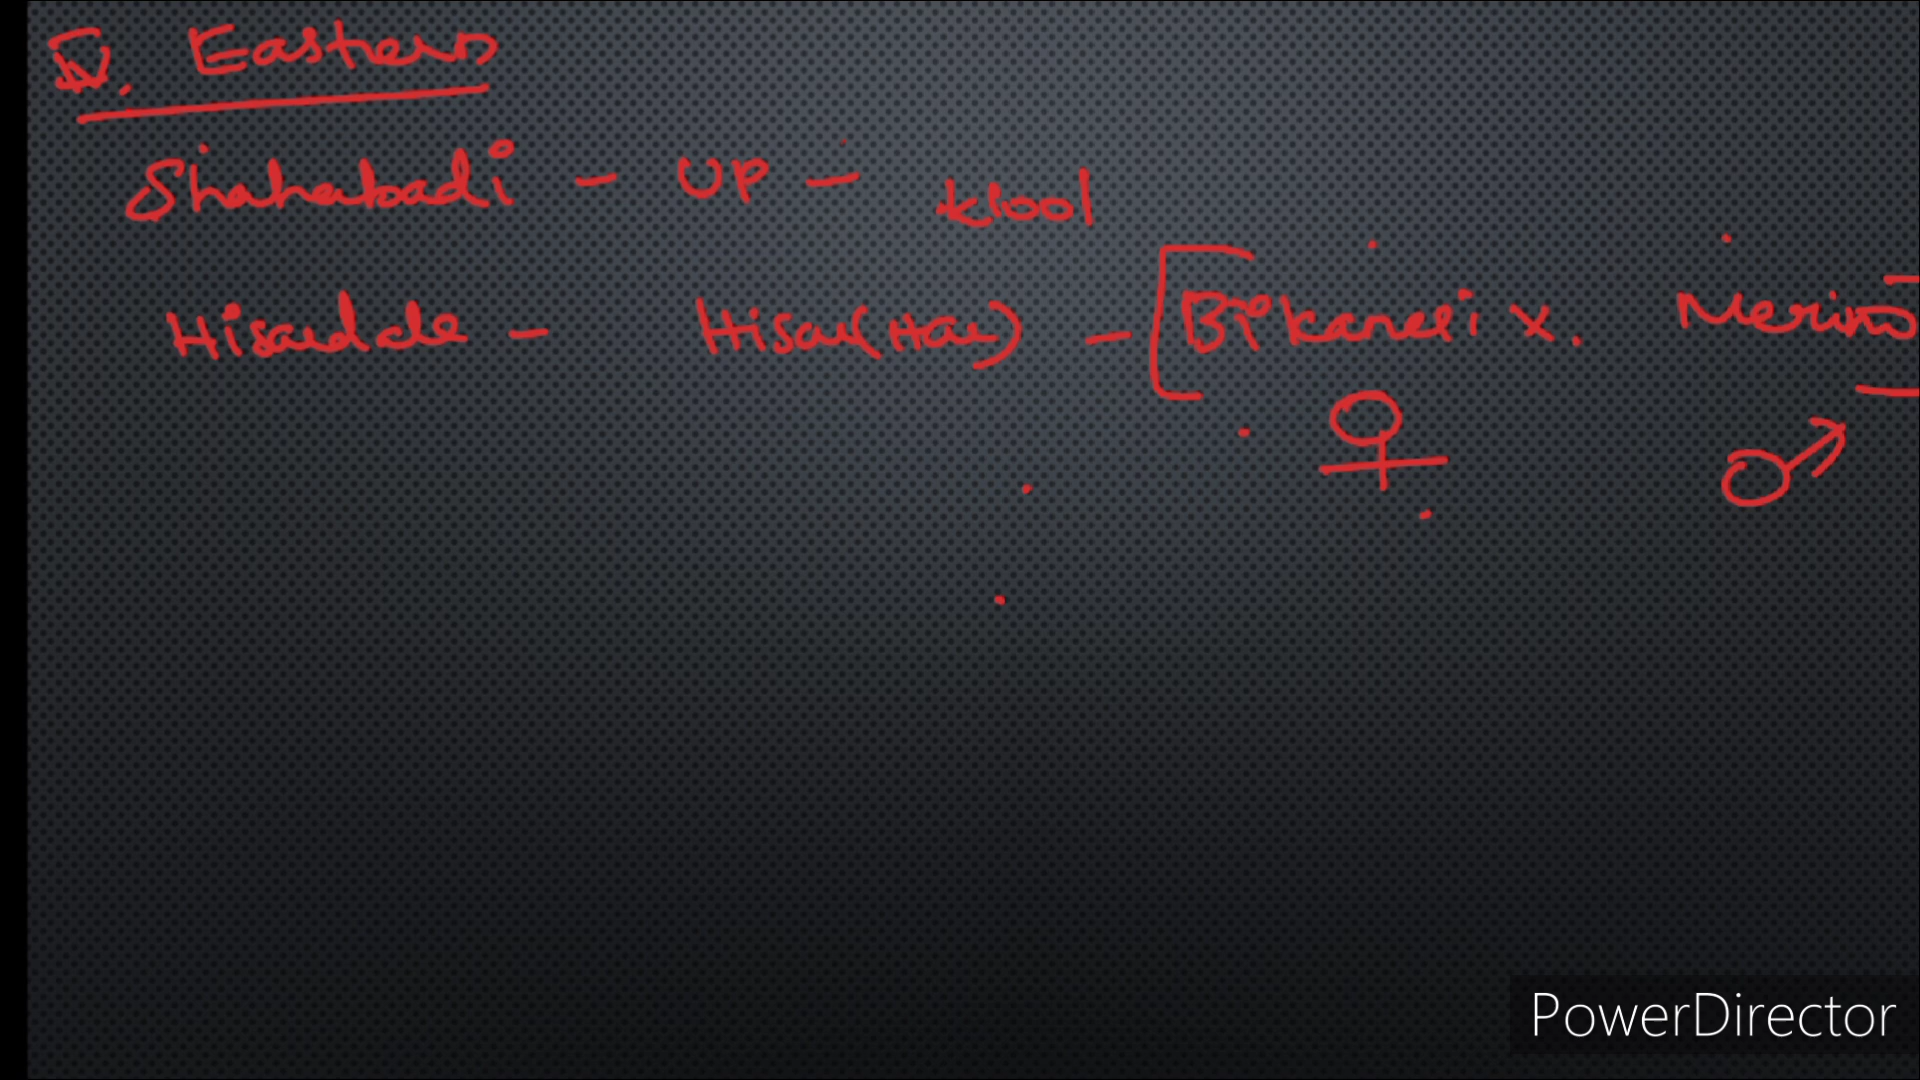 IV. Eastern
Shahabadi - UP - Wool
Hisardale - Hisar(Har) - [Bikaneri x. Merino]
♀ ♂
PowerDirector